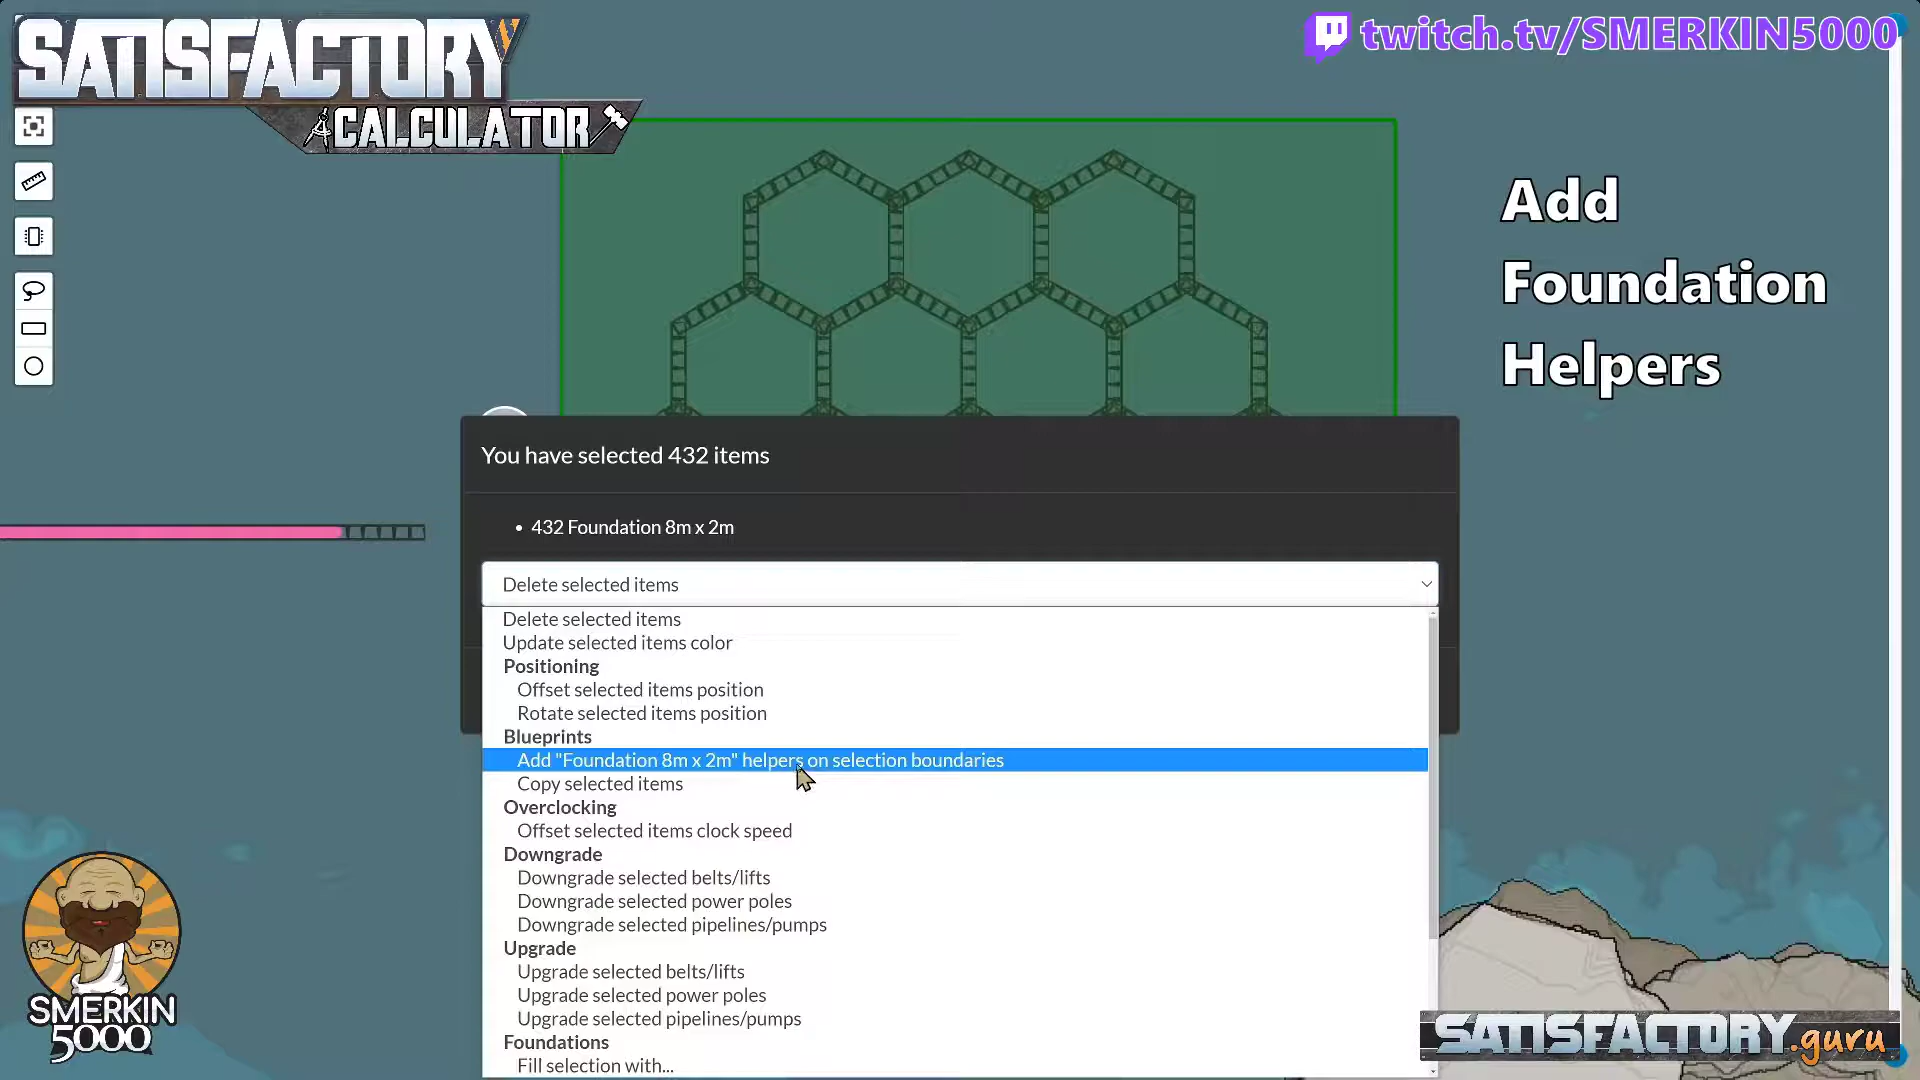 SATISFACTORY
CALCULATOR
twitch.tv/SMERKIN5000
Add
Foundation
Helpers
You have selected 432 items
• 432 Foundation 8m x 2m
Delete selected items
Delete selected items
Update selected items color
Positioning
Offset selected items position
Rotate selected items position
Blueprints
Add "Foundation 8m x 2m" helpers on selection boundaries
Copy selected items
Overclocking
Offset selected items clock speed
Downgrade
Downgrade selected belts/lifts
Downgrade selected power poles
Downgrade selected pipelines/pumps
Upgrade
Upgrade selected belts/lifts
Upgrade selected power poles
Upgrade selected pipelines/pumps
Foundations
Fill selection with...
SMERKIN
5000
SATISFACTORY.guru